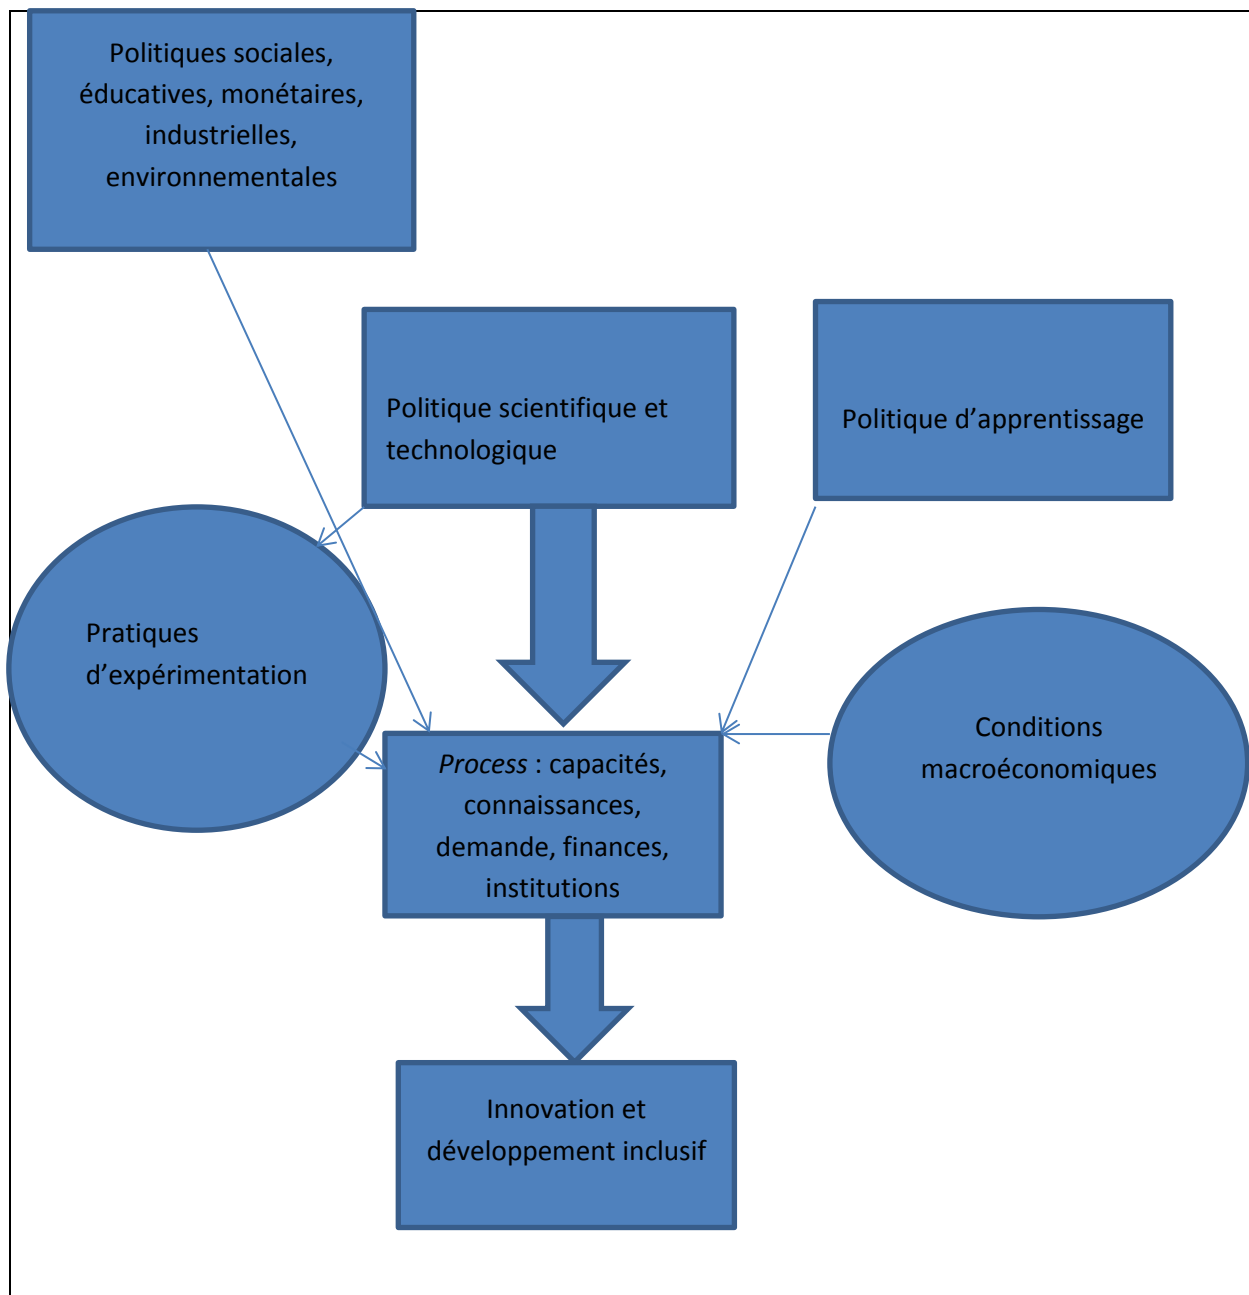 Politiques sociales,
éducatives, monétaires,
industrielles,
environnementales
Politique scientifique et
technologique
Politique d’apprentissage
Pratiques
d’expérimentation
Conditions
macroéconomiques
Process : capacités,
connaissances,
demande, finances,
institutions
Innovation et
développement inclusif